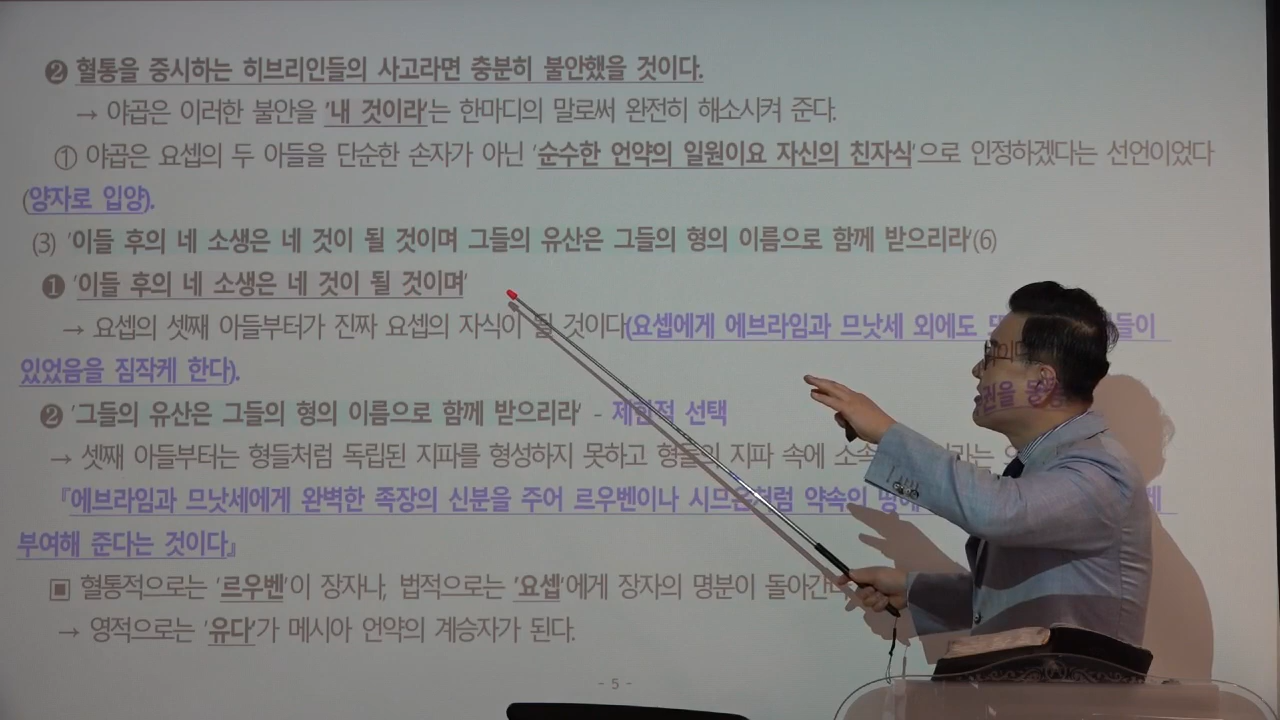 ❷ 혈통을 중시하는 히브리인들의 사고라면 충분히 불안했을 것이다.
→ 야곱은 이러한 불안을 '내 것이라'는 한마디의 말로써 완전히 해소시켜 준다.
① 야곱은 요셉의 두 아들을 단순한 손자가 아닌 '순수한 언약의 일원이요 자신의 친자식'으로 인정하겠다는 선언이었다
(양자로 입양).
(3) '이들 후의 네 소생은 네 것이 될 것이며 그들의 유산은 그들의 형의 이름으로 함께 받으리라'(6)
❶ '이들 후의 네 소생은 네 것이 될 것이며'
→ 요셉의 셋째 아들부터가 진짜 요셉의 자식이 될 것이다(요셉에게 에브라임과 므낫세 외에도
있었음을 짐작케 한다).
❷ '그들의 유산은 그들의 형의 이름으로 함께 받으리라' - 제한적 선택
→ 셋째 아들부터는 형들처럼 독립된 지파를 형성하지 못하고 형들의 지파 속에
『에브라임과 므낫세에게 완벽한 족장의 신분을 주어 르우벤이나 시므온처럼 약속의 땅에
부여해 준다는 것이다』
▣ 혈통적으로는 '르우벤'이 장자나, 법적으로는 '요셉'에게 장자의 명분이 돌아간다
→ 영적으로는 '유다'가 메시아 언약의 계승자가 된다.
- 5 -